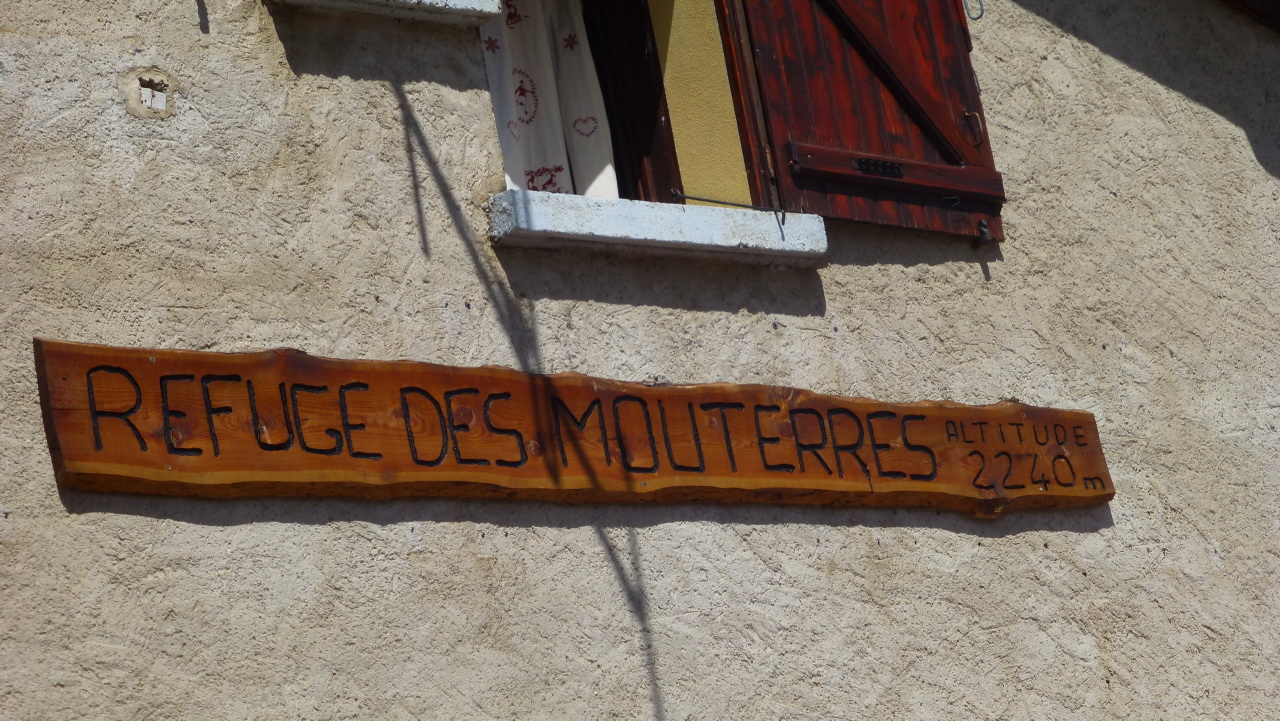 REFUGE DES MOUTERRES
ALTITUDE
2240 m